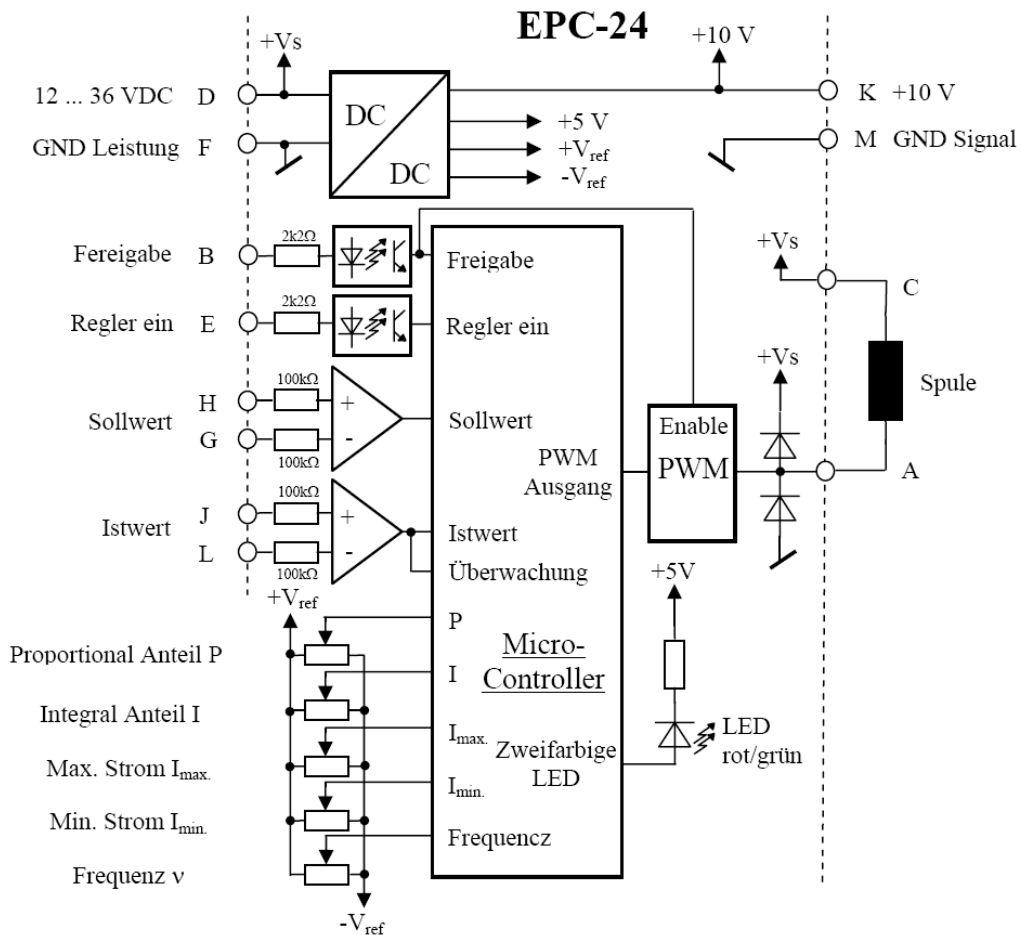 EPC-24
+Vs
+10 V
12 ... 36 VDC D
DC
K +10 V
GND Leistung F
+5 V
M GND Signal
+Vref
DC
-Vref
2k2Ω
Fereigabe B
Freigabe
+Vs
C
2k2Ω
Regler ein E
Regler ein
+Vs
100kΩ
H
+
Spule
Sollwert
Sollwert
Enable
G
-
100kΩ
PWM
Ausgang
PWM
A
100kΩ
J
+
Istwert
Istwert
L
-
100kΩ
Überwachung
+5V
+Vref
P
Proportional Anteil P
Micro-
Controller
I
Integral Anteil I
Imax.
LED
rot/grün
Zweifarbige
LED
Max. Strom Imax.
Imin.
Min. Strom Imin.
Frequencz
Frequenz ν
-Vref